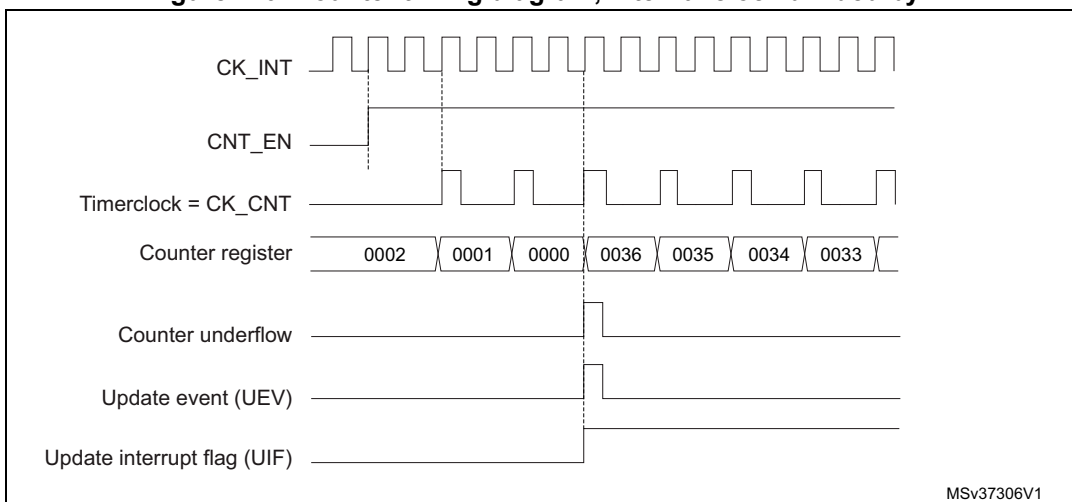 CK_INT
CNT_EN
Timerclock = CK_CNT
Counter register 0002 0001 0000 0036 0035 0034 0033
Counter underflow
Update event (UEV)
Update interrupt flag (UIF)
MSv37306V1